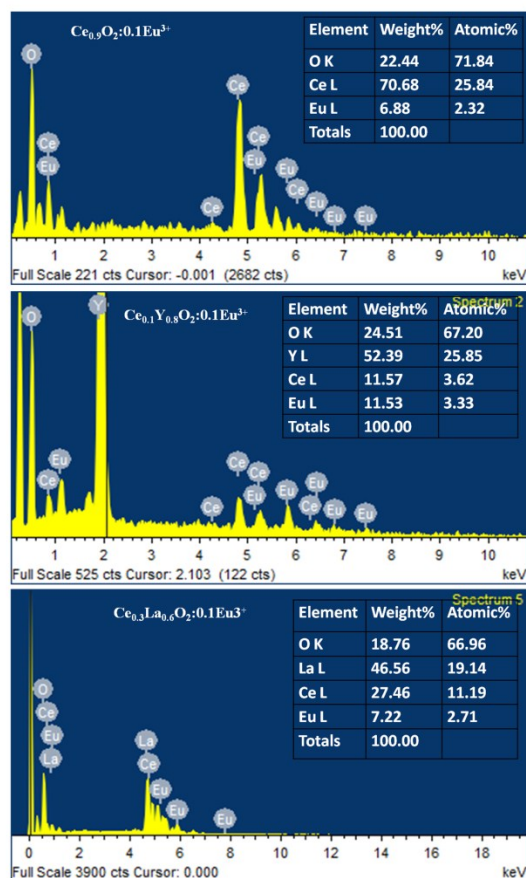 Ce0.9O2:0.1Eu³⁺
Element Weight% Atomic%
O K 22.44 71.84
Ce L 70.68 25.84
Eu L 6.88 2.32
Totals 100.00
O
Ce
Eu
Ce
Ce
Ce
Eu
Eu
Ce
Eu
Eu
Eu
1 2 3 4 5 6 7 8 9 10
Full Scale 221 cts Cursor: -0.001 (2682 cts) keV
Spectrum 2
Ce0.1Y0.8O2:0.1Eu³⁺
Element Weight% Atomic%
O K 24.51 67.20
Y L 52.39 25.85
Ce L 11.57 3.62
Eu L 11.53 3.33
Totals 100.00
O
Y
Ce
Eu
Ce
Ce
Ce
Eu
Eu
Eu
Ce
Eu
Eu
1 2 3 4 5 6 7 8 9 10
Full Scale 525 cts Cursor: 2.103 (122 cts) keV
Spectrum 5
Ce0.3La0.6O2:0.1Eu3⁺
Element Weight% Atomic%
O K 18.76 66.96
La L 46.56 19.14
Ce L 27.46 11.19
Eu L 7.22 2.71
Totals 100.00
O
Ce
Eu
La
La
Ce
Eu
Eu
Eu
0 2 4 6 8 10 12 14 16 18
Full Scale 3900 cts Cursor: 0.000 keV